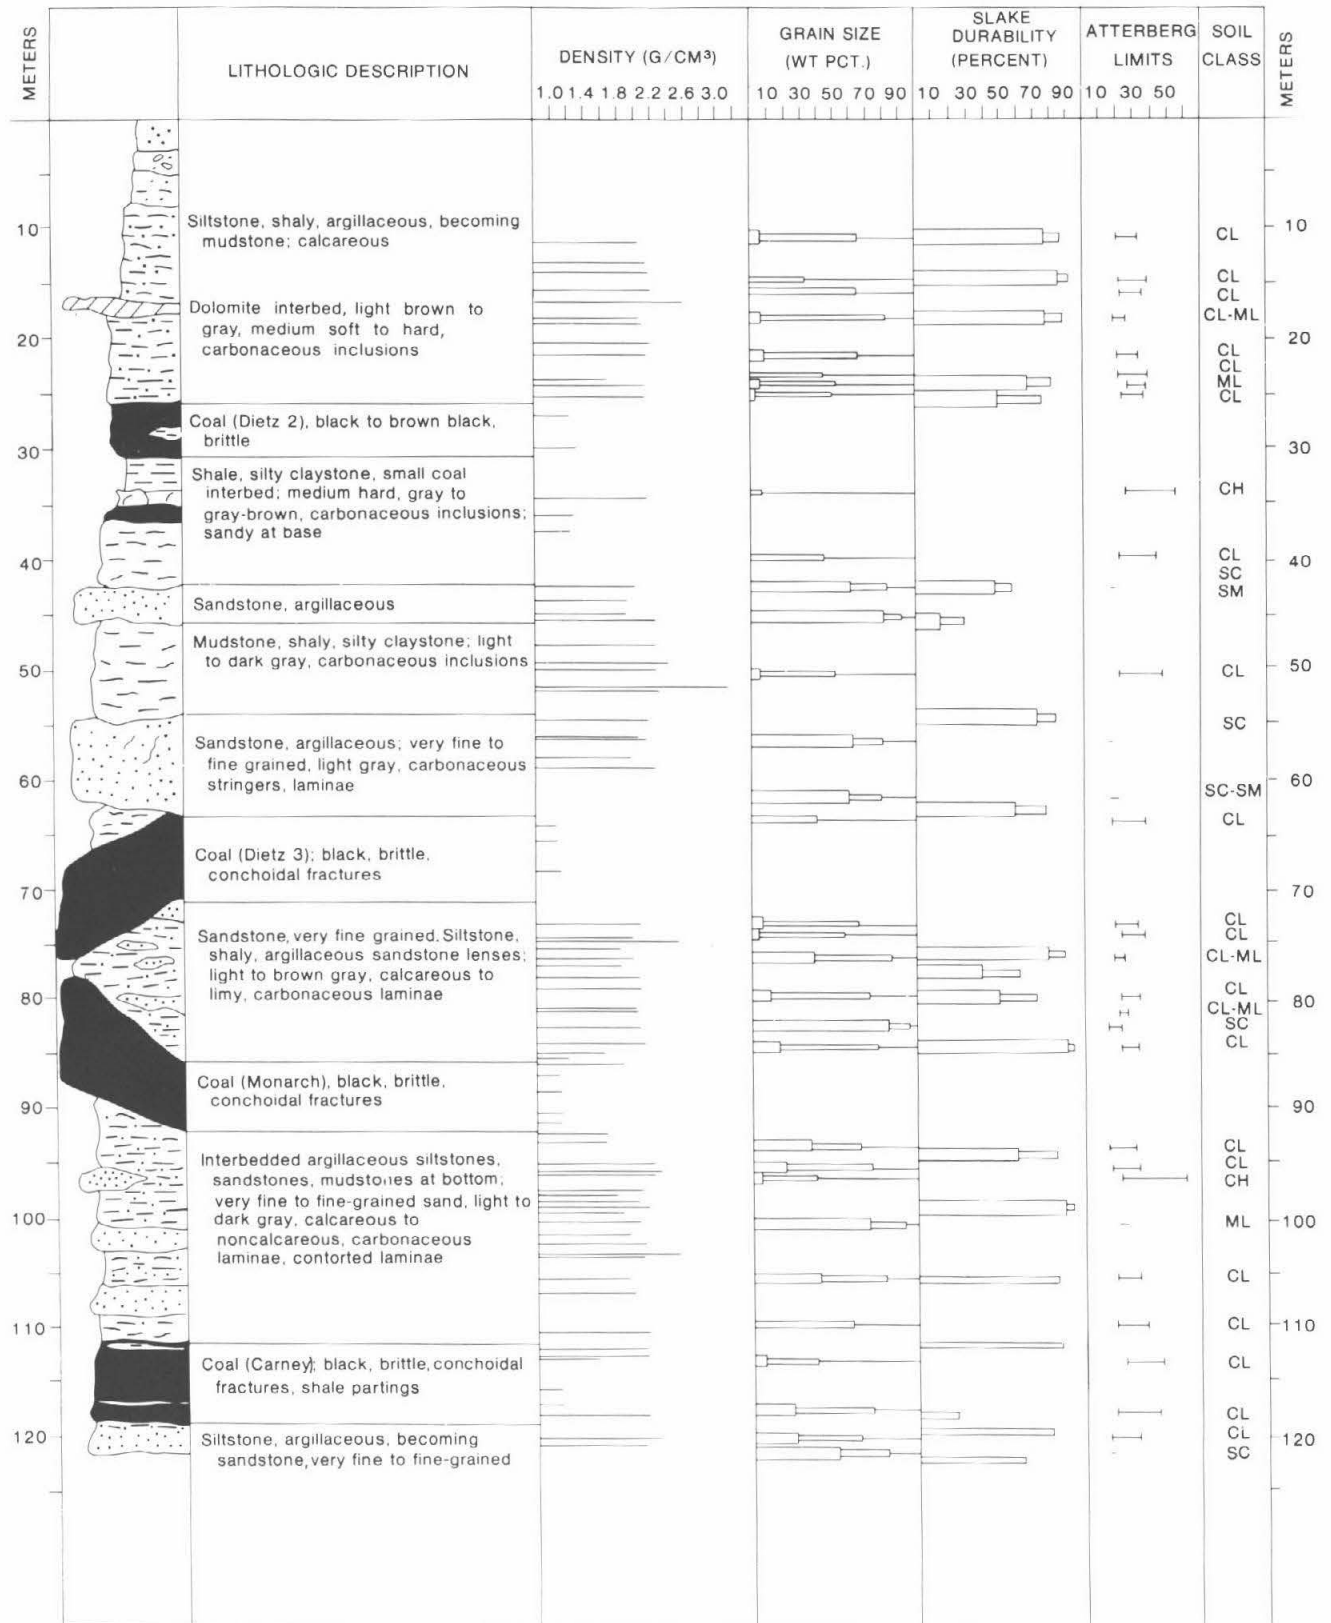 METERS
LITHOLOGIC DESCRIPTION
DENSITY (G/CM³)
1.0 1.4 1.8 2.2 2.6 3.0
GRAIN SIZE
(WT PCT.)
10 30 50 70 90
SLAKE
DURABILITY
(PERCENT)
10 30 50 70 90
ATTERBERG
LIMITS
10 30 50
SOIL
CLASS
METERS
10
20
30
40
50
60
70
80
90
100
110
120
Siltstone, shaly, argillaceous, becoming
mudstone; calcareous
Dolomite interbed, light brown to
gray, medium soft to hard,
carbonaceous inclusions
Coal (Dietz 2), black to brown black,
brittle
Shale, silty claystone, small coal
interbed; medium hard, gray to
gray-brown, carbonaceous inclusions;
sandy at base
Sandstone, argillaceous
Mudstone, shaly, silty claystone; light
to dark gray, carbonaceous inclusions
Sandstone, argillaceous; very fine to
fine grained, light gray, carbonaceous
stringers, laminae
Coal (Dietz 3); black, brittle,
conchoidal fractures
Sandstone, very fine grained. Siltstone,
shaly, argillaceous sandstone lenses;
light to brown gray, calcareous to
limy, carbonaceous laminae
Coal (Monarch), black, brittle,
conchoidal fractures
Interbedded argillaceous siltstones,
sandstones, mudstones at bottom;
very fine to fine-grained sand, light to
dark gray, calcareous to
noncalcareous, carbonaceous
laminae, contorted laminae
Coal (Carney); black, brittle, conchoidal
fractures, shale partings
Siltstone, argillaceous, becoming
sandstone, very fine to fine-grained
CL
CL
CL
CL-ML
CL
CL
ML
CL
CH
CL
SC
SM
CL
SC
SC-SM
CL
CL
CL
CL-ML
CL
CL-ML
SC
CL
CL
CL
CH
ML
CL
CL
CL
CL
CL
SC
10
20
30
40
50
60
70
80
90
100
110
120